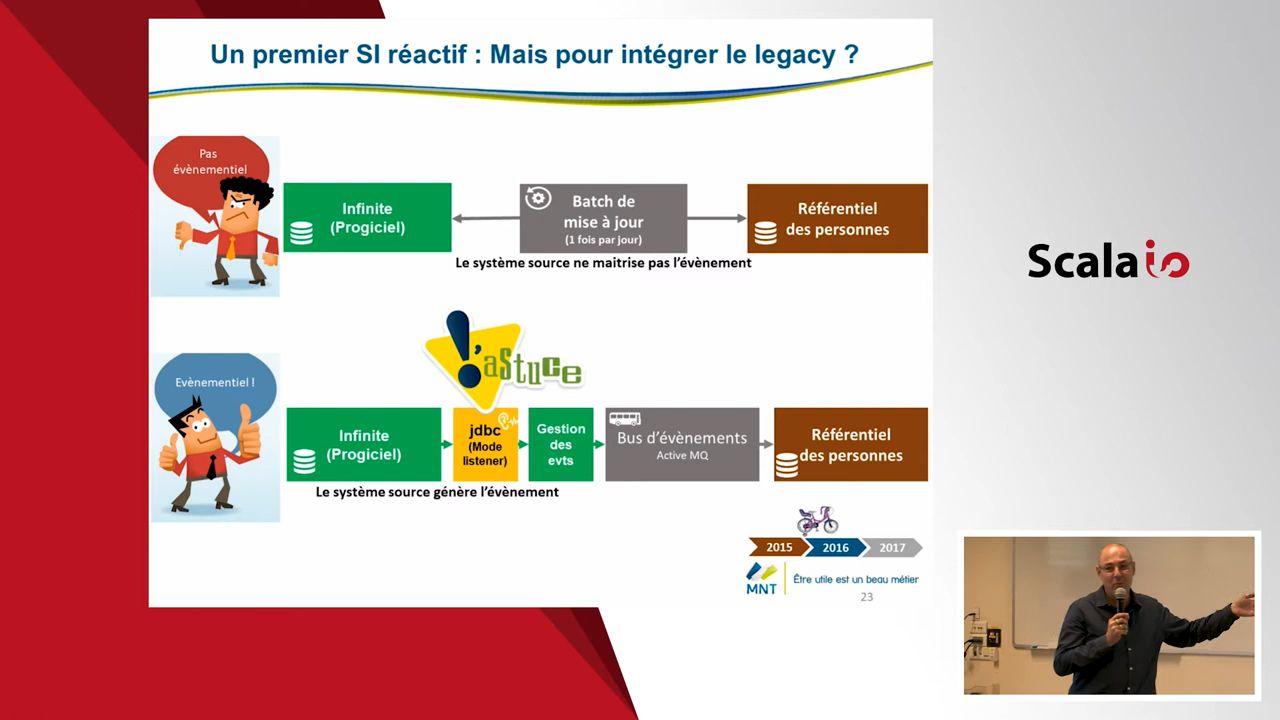 Un premier SI réactif : Mais pour intégrer le legacy ?
Pas
évènementiel
Infinite
(Progiciel)
Batch de
mise à jour
(1 fois par jour)
Référentiel
des personnes
Le système source ne maitrise pas l'évènement
Scala io
L'astuce
Evènementiel !
Infinite
(Progiciel)
jdbc
(Mode
listener)
Gestion
des
evts
Bus d'évènements
Active MQ
Référentiel
des personnes
Le système source génère l'évènement
2015
2016
2017
MNT
Être utile est un beau métier
23